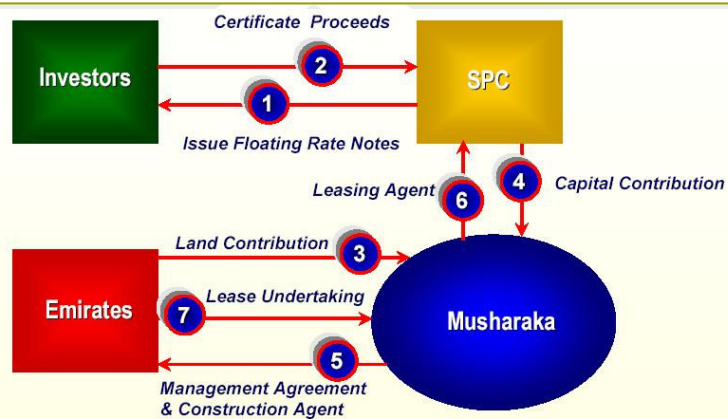 Certificate Proceeds
Investors
2
SPC
1
Issue Floating Rate Notes
Leasing Agent
6
4
Capital Contribution
Land Contribution
3
Emirates
7
Lease Undertaking
Musharaka
5
Management Agreement
& Construction Agent